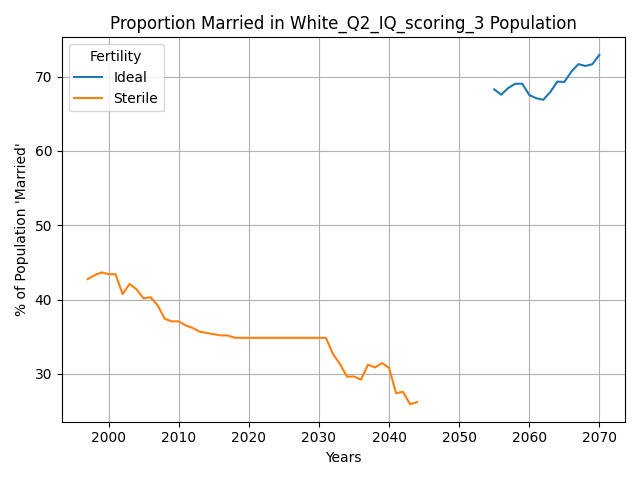 Proportion Married in White_Q2_IQ_scoring_3 Population
% of Population 'Married'
70
60
50
40
30
Fertility
Ideal
Sterile
2000 2010 2020 2030 2040 2050 2060 2070
Years